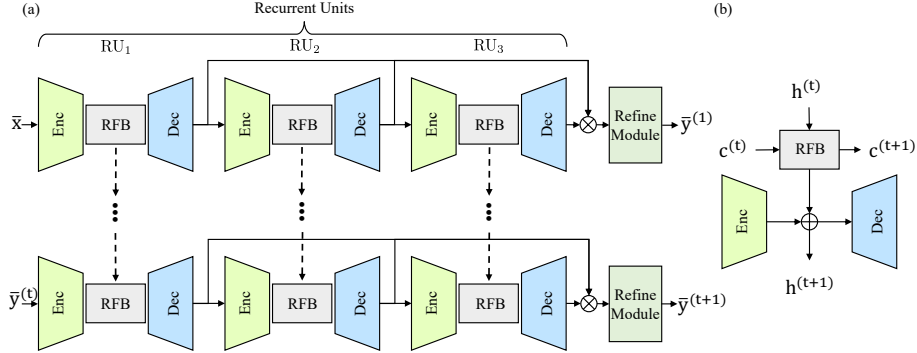 (a)
Recurrent Units
RU₁ RU₂ RU₃
x̄ Enc RFB Dec Enc RFB Dec Enc RFB Dec ⊗ Refine Module ȳ⁽¹⁾
ȳ⁽ᵗ⁾ Enc RFB Dec Enc RFB Dec Enc RFB Dec ⊗ Refine Module ȳ⁽ᵗ⁺¹⁾
(b)
h⁽ᵗ⁾
c⁽ᵗ⁾ RFB c⁽ᵗ⁺¹⁾
Enc Dec
h⁽ᵗ⁺¹⁾